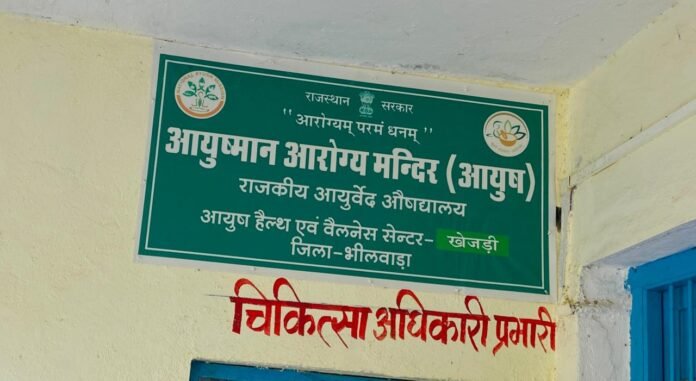 राजस्थान सरकार
"आरोग्यम् परमं धनम्"
आयुष्मान आरोग्य मन्दिर (आयुष)
राजकीय आयुर्वेद औषद्यालय
आयुष हैल्थ एवं वैलनेस सेन्टर- खेजड़ी
जिला-भीलवाड़ा
चिकित्सा अधिकारी प्रभारी